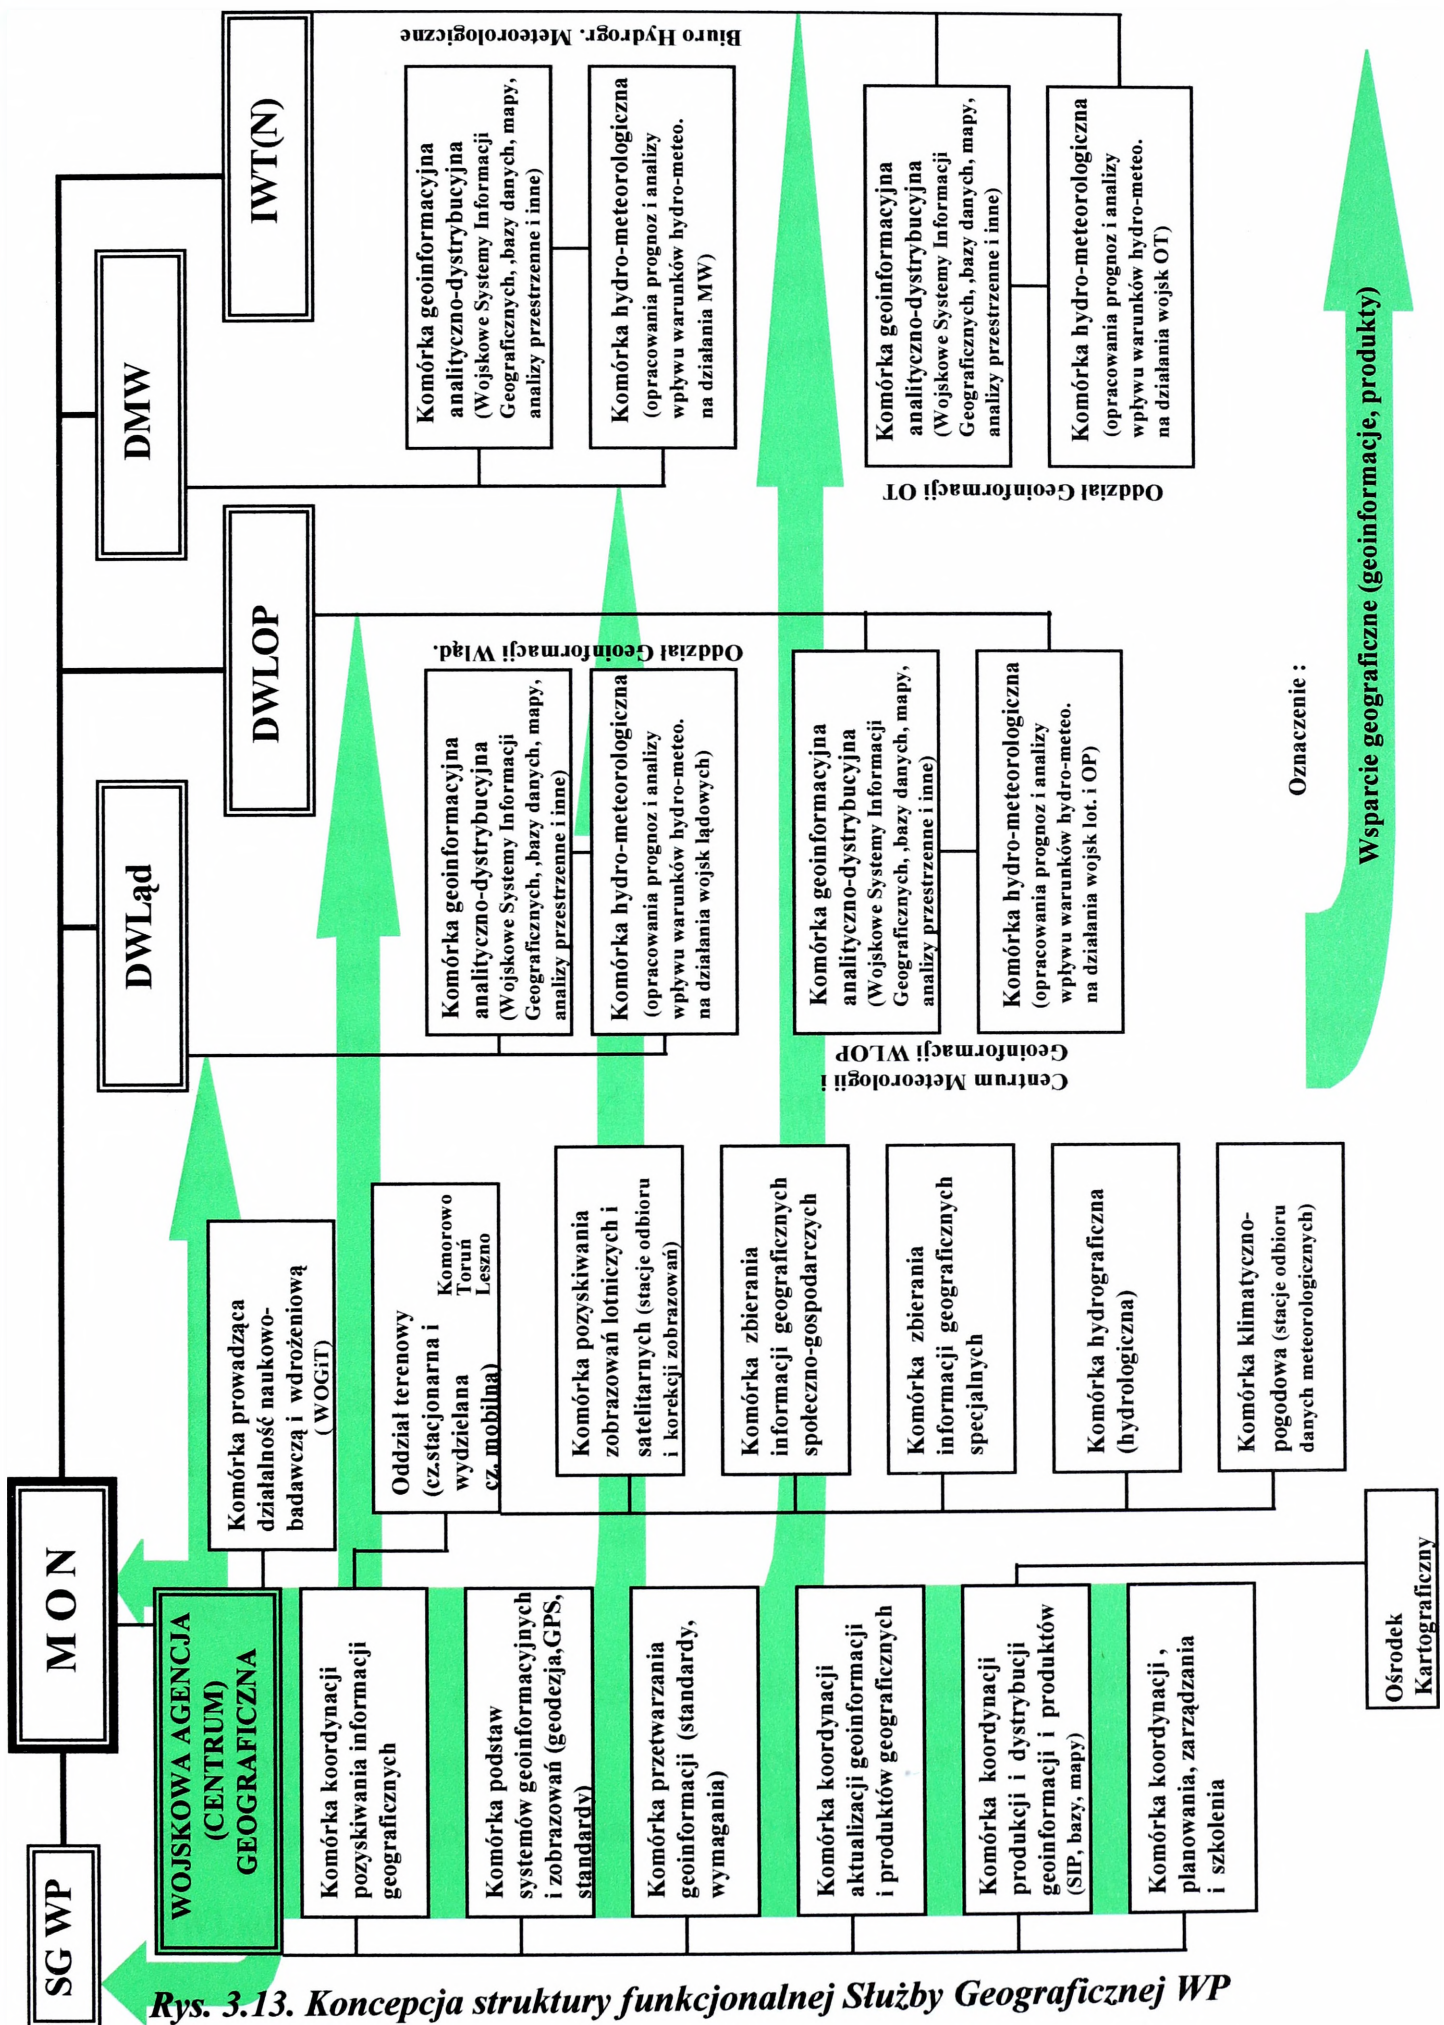 SG WP
M O N
DWLąd
DWLOP
DMW
IWT(N)
WOJSKOWA AGENCJA
(CENTRUM)
GEOGRAFICZNA
Komórka prowadząca
działalność naukowo-
badawczą i wdrożeniową
( WOGiT)
Komórka koordynacji
pozyskiwania informacji
geograficznych
Komórka podstaw
systemów geoinformacyjnych
i zobrazowań (geodezja,GPS,
standardy)
Komórka przetwarzania
geoinformacji (standardy,
wymagania)
Komórka koordynacji
aktualizacji geoinformacji
i produktów geograficznych
Komórka koordynacji
produkcji i dystrybucji
geoinformacji i produktów
(SIP, bazy, mapy)
Komórka koordynacji ,
planowania, zarządzania
i szkolenia
Ośrodek
Kartograficzny
Oddział terenowy
(cz.stacjonarna i
wydzielana
cz. mobilna)
Komorowo
Toruń
Leszno
Komórka pozyskiwania
zobrazowań lotniczych i
satelitarnych (stacje odbioru
i korekcji zobrazowań)
Komórka zbierania
informacji geograficznych
społeczno-gospodarczych
Komórka zbierania
informacji geograficznych
specjalnych
Komórka hydrograficzna
(hydrologiczna)
Komórka klimatyczno-
pogodowa (stacje odbioru
danych meteorologicznych)
Oddział Geoinformacji Wląd.
Komórka geoinformacyjna
analityczno-dystrybucyjna
(Wojskowe Systemy Informacji
Geograficznych, ,bazy danych, mapy,
analizy przestrzenne i inne)
Komórka hydro-meteorologiczna
(opracowania prognoz i analizy
wpływu warunków hydro-meteo.
na działania wojsk lądowych)
Centrum Meteorologii i
Geoinformacji WLOP
Komórka geoinformacyjna
analityczno-dystrybucyjna
(Wojskowe Systemy Informacji
Geograficznych, ,bazy danych, mapy,
analizy przestrzenne i inne)
Komórka hydro-meteorologiczna
(opracowania prognoz i analizy
wpływu warunków hydro-meteo.
na działania wojsk lot. i OP)
Biuro Hydrogr. Meteorologiczne
Komórka geoinformacyjna
analityczno-dystrybucyjna
(Wojskowe Systemy Informacji
Geograficznych, ,bazy danych, mapy,
analizy przestrzenne i inne)
Komórka hydro-meteorologiczna
(opracowania prognoz i analizy
wpływu warunków hydro-meteo.
na działania MW)
Oddział Geoinformacji OT
Komórka geoinformacyjna
analityczno-dystrybucyjna
(Wojskowe Systemy Informacji
Geograficznych, ,bazy danych, mapy,
analizy przestrzenne i inne)
Komórka hydro-meteorologiczna
(opracowania prognoz i analizy
wpływu warunków hydro-meteo.
na działania wojsk OT)
Oznaczenie :
Wsparcie geograficzne (geoinformacje, produkty)
Rys. 3.13. Koncepcja struktury funkcjonalnej Służby Geograficznej WP